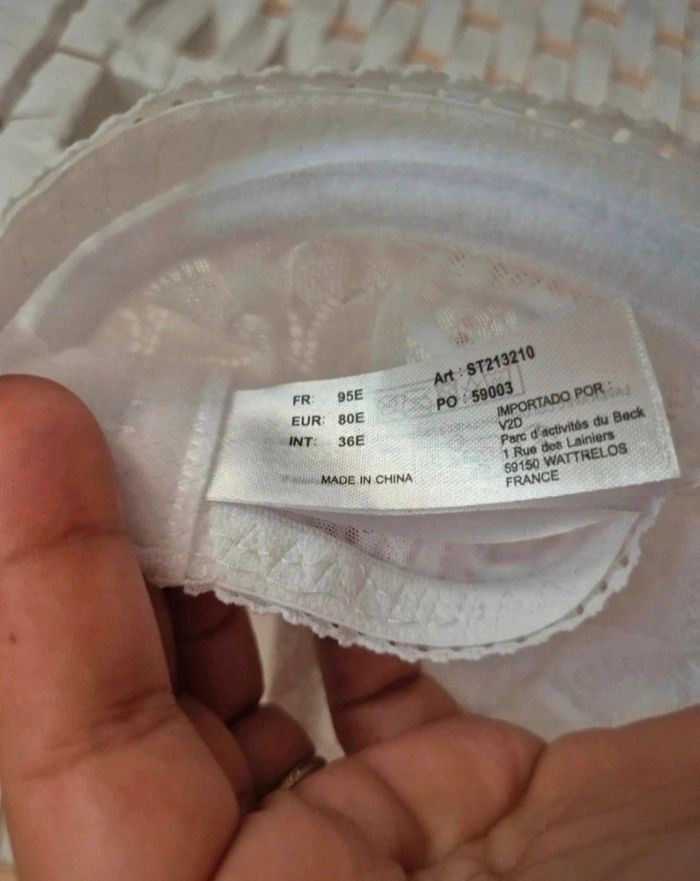 FR: 95E
EUR: 80E
INT: 36E
MADE IN CHINA
Art : ST213210
PO : 59003
IMPORTADO POR :
V2D
Parc d'activités du Beck
1 Rue des Lainiers
59150 WATTRELOS
FRANCE